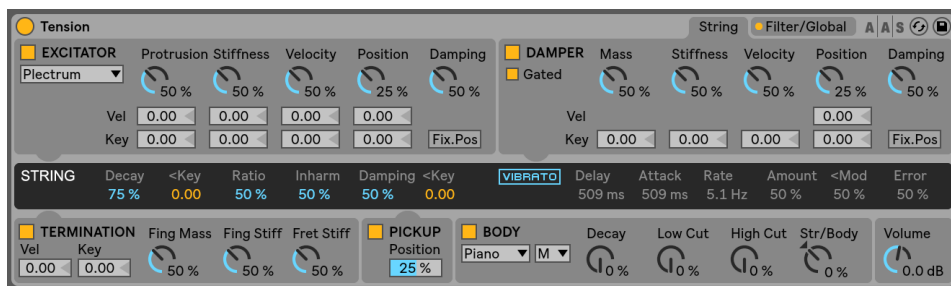 Tension String Filter/Global A A S
EXCITATOR Protrusion Stiffness Velocity Position Damping
Plectrum 50 % 50 % 50 % 25 % 50 %
Vel 0.00 0.00 0.00 0.00
Key 0.00 0.00 0.00 0.00 Fix.Pos
DAMPER Mass Stiffness Velocity Position Damping
Gated 50 % 50 % 50 % 25 % 50 %
Vel 0.00
Key 0.00 0.00 0.00 0.00 Fix.Pos
STRING Decay <Key Ratio Inharm Damping <Key
75 % 0.00 50 % 50 % 50 % 0.00
VIBRATO Delay Attack Rate Amount <Mod Error
509 ms 509 ms 5.1 Hz 50 % 50 % 50 %
TERMINATION Fing Mass Fing Stiff Fret Stiff
Vel Key
0.00 0.00 50 % 50 % 50 %
PICKUP
Position
25 %
BODY Decay Low Cut High Cut Str/Body
Piano M 0 % 0 % 0 % 0 %
Volume
0.0 dB